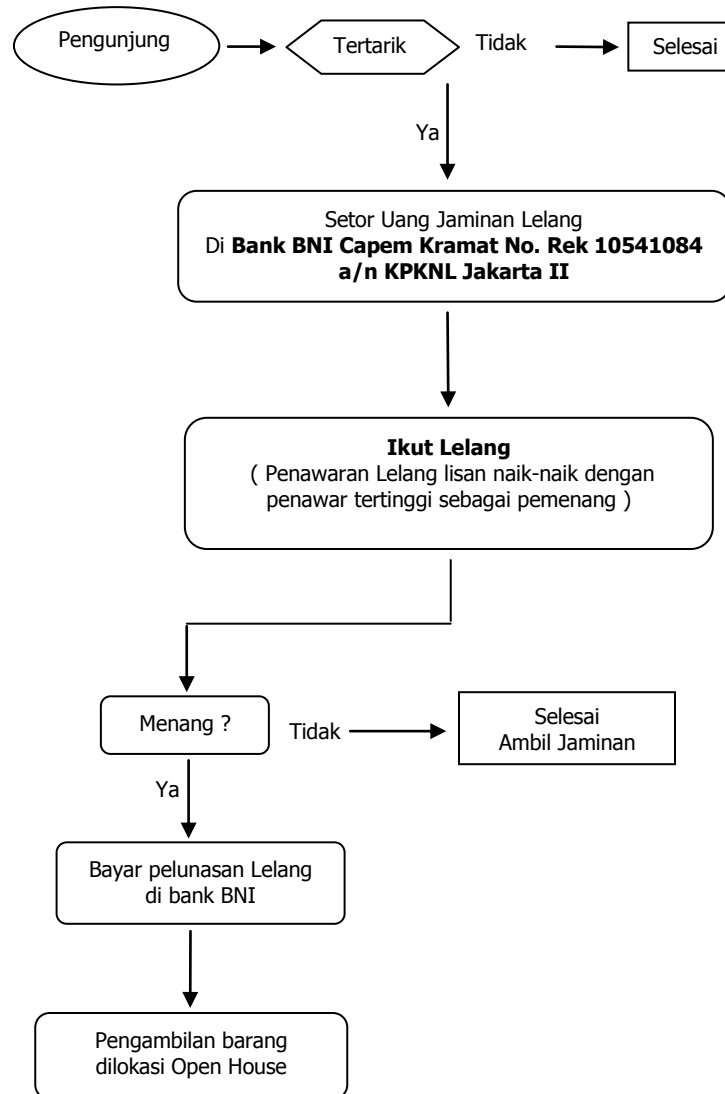 Pengunjung
Tertarik
Tidak
Selesai
Ya
Setor Uang Jaminan Lelang
Di Bank BNI Capem Kramat No. Rek 10541084
a/n KPKNL Jakarta II
Ikut Lelang
( Penawaran Lelang lisan naik-naik dengan
penawar tertinggi sebagai pemenang )
Menang ?
Tidak
Selesai
Ambil Jaminan
Ya
Bayar pelunasan Lelang
di bank BNI
Pengambilan barang
dilokasi Open House